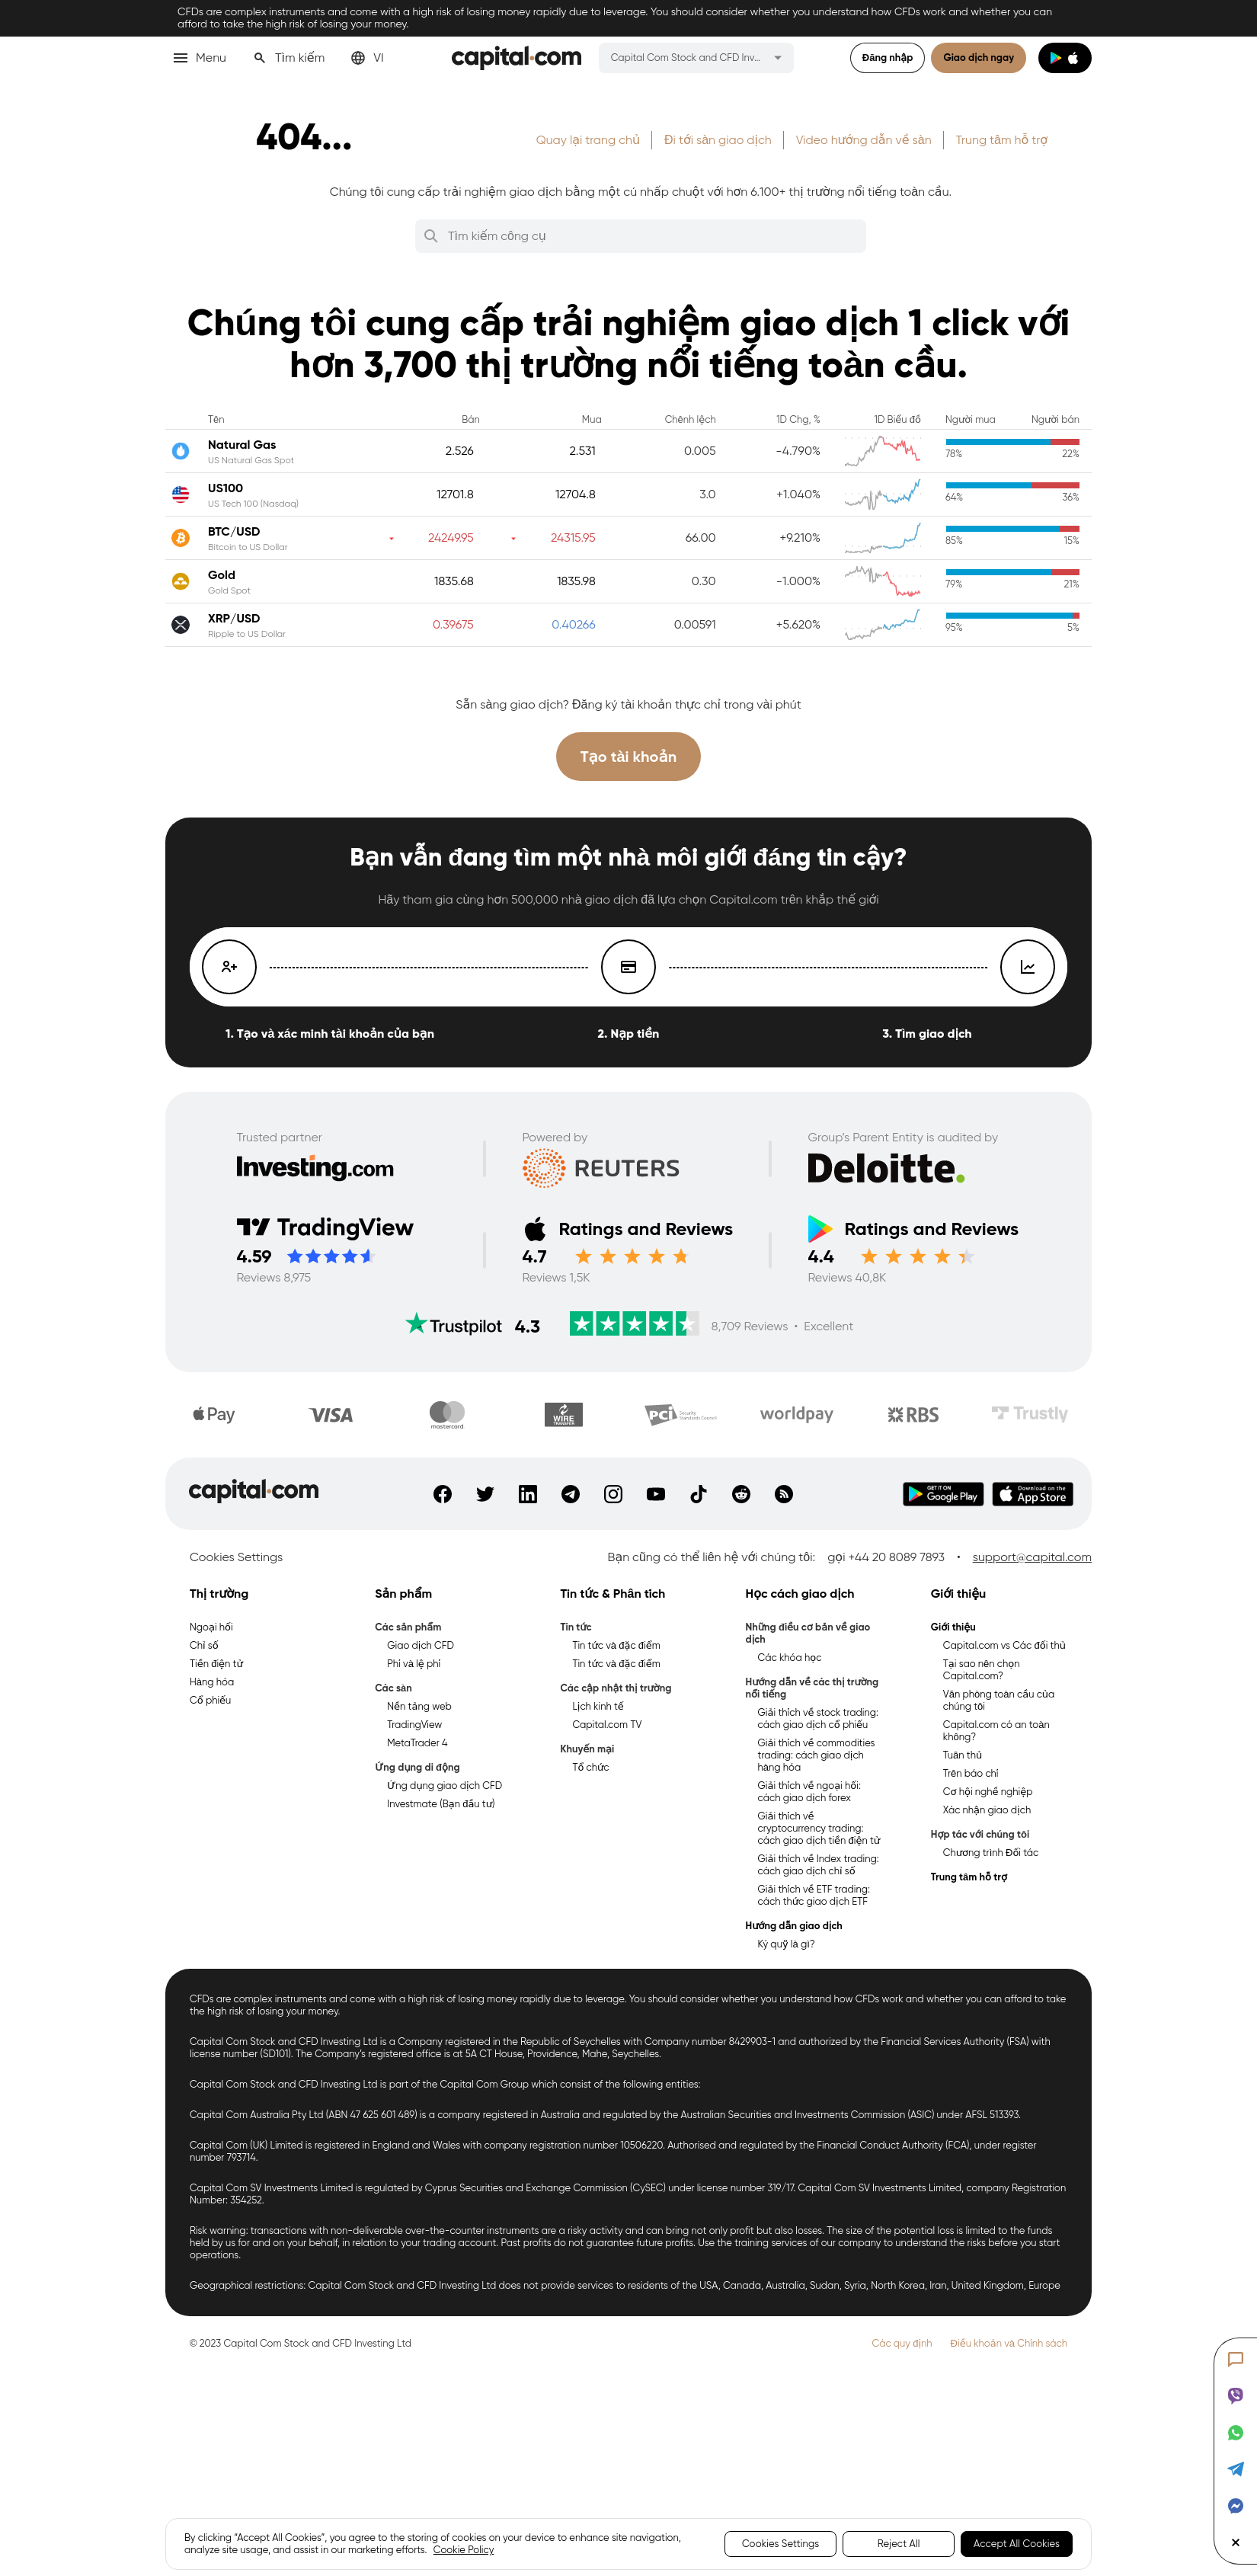 CFDs are complex instruments and come with a high risk of losing money rapidly due to leverage. You should consider whether you understand how CFDs work and whether you can
afford to take the high risk of losing your money.
Menu Tìm kiếm VI capital.com Capital Com Stock and CFD Inv... Đăng nhập Giao dịch ngay
404...
Quay lại trang chủ Đi tới sàn giao dịch Video hướng dẫn về sàn Trung tâm hỗ trợ
Chúng tôi cung cấp trải nghiệm giao dịch bằng một cú nhấp chuột với hơn 6.100+ thị trường nổi tiếng toàn cầu.
Tìm kiếm công cụ
Chúng tôi cung cấp trải nghiệm giao dịch 1 click với
hơn 3,700 thị trường nổi tiếng toàn cầu.
Tên Bán Mua Chênh lệch 1D Chg, % 1D Biểu đồ Người mua Người bán
Natural Gas 2.526 2.531 0.005 -4.790% 78% 22%
US Natural Gas Spot
US100 12701.8 12704.8 3.0 +1.040% 64% 36%
US Tech 100 (Nasdaq)
BTC/USD 24249.95 24315.95 66.00 +9.210% 85% 15%
Bitcoin to US Dollar
Gold 1835.68 1835.98 0.30 -1.000% 79% 21%
Gold Spot
XRP/USD 0.39675 0.40266 0.00591 +5.620% 95% 5%
Ripple to US Dollar
Sẵn sàng giao dịch? Đăng ký tài khoản thực chỉ trong vài phút
Tạo tài khoản
Bạn vẫn đang tìm một nhà môi giới đáng tin cậy?
Hãy tham gia cùng hơn 500,000 nhà giao dịch đã lựa chọn Capital.com trên khắp thế giới
1. Tạo và xác minh tài khoản của bạn 2. Nạp tiền 3. Tìm giao dịch
Trusted partner Powered by Group's Parent Entity is audited by
Investing.com REUTERS Deloitte.
TradingView Ratings and Reviews Ratings and Reviews
4.59 4.7 4.4
Reviews 8,975 Reviews 1,5K Reviews 40,8K
Trustpilot 4.3 8,709 Reviews • Excellent
Pay VISA mastercard WIRE TRANSFER PCI Security Standards Council worldpay RBS Trustly
capital.com GET IT ON Google Play Download on the App Store
Cookies Settings Bạn cũng có thể liên hệ với chúng tôi: gọi +44 20 8089 7893 • support@capital.com
Thị trường
Ngoại hối
Chỉ số
Tiền điện tử
Hàng hóa
Cổ phiếu
Sản phẩm
Các sản phẩm
Giao dịch CFD
Phí và lệ phí
Các sàn
Nền tảng web
TradingView
MetaTrader 4
Ứng dụng di động
Ứng dụng giao dịch CFD
Investmate (Bạn đầu tư)
Tin tức & Phân tích
Tin tức
Tin tức và đặc điểm
Tin tức và đặc điểm
Các cập nhật thị trường
Lịch kinh tế
Capital.com TV
Khuyến mại
Tổ chức
Học cách giao dịch
Những điều cơ bản về giao
dịch
Các khóa học
Hướng dẫn về các thị trường
nổi tiếng
Giải thích về stock trading:
cách giao dịch cổ phiếu
Giải thích về commodities
trading: cách giao dịch
hàng hóa
Giải thích về ngoại hối:
cách giao dịch forex
Giải thích về
cryptocurrency trading:
cách giao dịch tiền điện tử
Giải thích về Index trading:
cách giao dịch chỉ số
Giải thích về ETF trading:
cách thức giao dịch ETF
Hướng dẫn giao dịch
Ký quỹ là gì?
Giới thiệu
Giới thiệu
Capital.com vs Các đối thủ
Tại sao nên chọn
Capital.com?
Văn phòng toàn cầu của
chúng tôi
Capital.com có an toàn
không?
Tuân thủ
Trên báo chí
Cơ hội nghề nghiệp
Xác nhận giao dịch
Hợp tác với chúng tôi
Chương trình Đối tác
Trung tâm hỗ trợ
CFDs are complex instruments and come with a high risk of losing money rapidly due to leverage. You should consider whether you understand how CFDs work and whether you can afford to take
the high risk of losing your money.
Capital Com Stock and CFD Investing Ltd is a Company registered in the Republic of Seychelles with Company number 8429903-1 and authorized by the Financial Services Authority (FSA) with
license number (SD101). The Company's registered office is at 5A CT House, Providence, Mahe, Seychelles.
Capital Com Stock and CFD Investing Ltd is part of the Capital Com Group which consist of the following entities:
Capital Com Australia Pty Ltd (ABN 47 625 601 489) is a company registered in Australia and regulated by the Australian Securities and Investments Commission (ASIC) under AFSL 513393.
Capital Com (UK) Limited is registered in England and Wales with company registration number 10506220. Authorised and regulated by the Financial Conduct Authority (FCA), under register
number 793714.
Capital Com SV Investments Limited is regulated by Cyprus Securities and Exchange Commission (CySEC) under license number 319/17. Capital Com SV Investments Limited, company Registration
Number: 354252.
Risk warning: transactions with non-deliverable over-the-counter instruments are a risky activity and can bring not only profit but also losses. The size of the potential loss is limited to the funds
held by us for and on your behalf, in relation to your trading account. Past profits do not guarantee future profits. Use the training services of our company to understand the risks before you start
operations.
Geographical restrictions: Capital Com Stock and CFD Investing Ltd does not provide services to residents of the USA, Canada, Australia, Sudan, Syria, North Korea, Iran, United Kingdom, Europe
© 2023 Capital Com Stock and CFD Investing Ltd Các quy định Điều khoản và Chính sách
By clicking "Accept All Cookies", you agree to the storing of cookies on your device to enhance site navigation,
analyze site usage, and assist in our marketing efforts. Cookie Policy
Cookies Settings Reject All Accept All Cookies